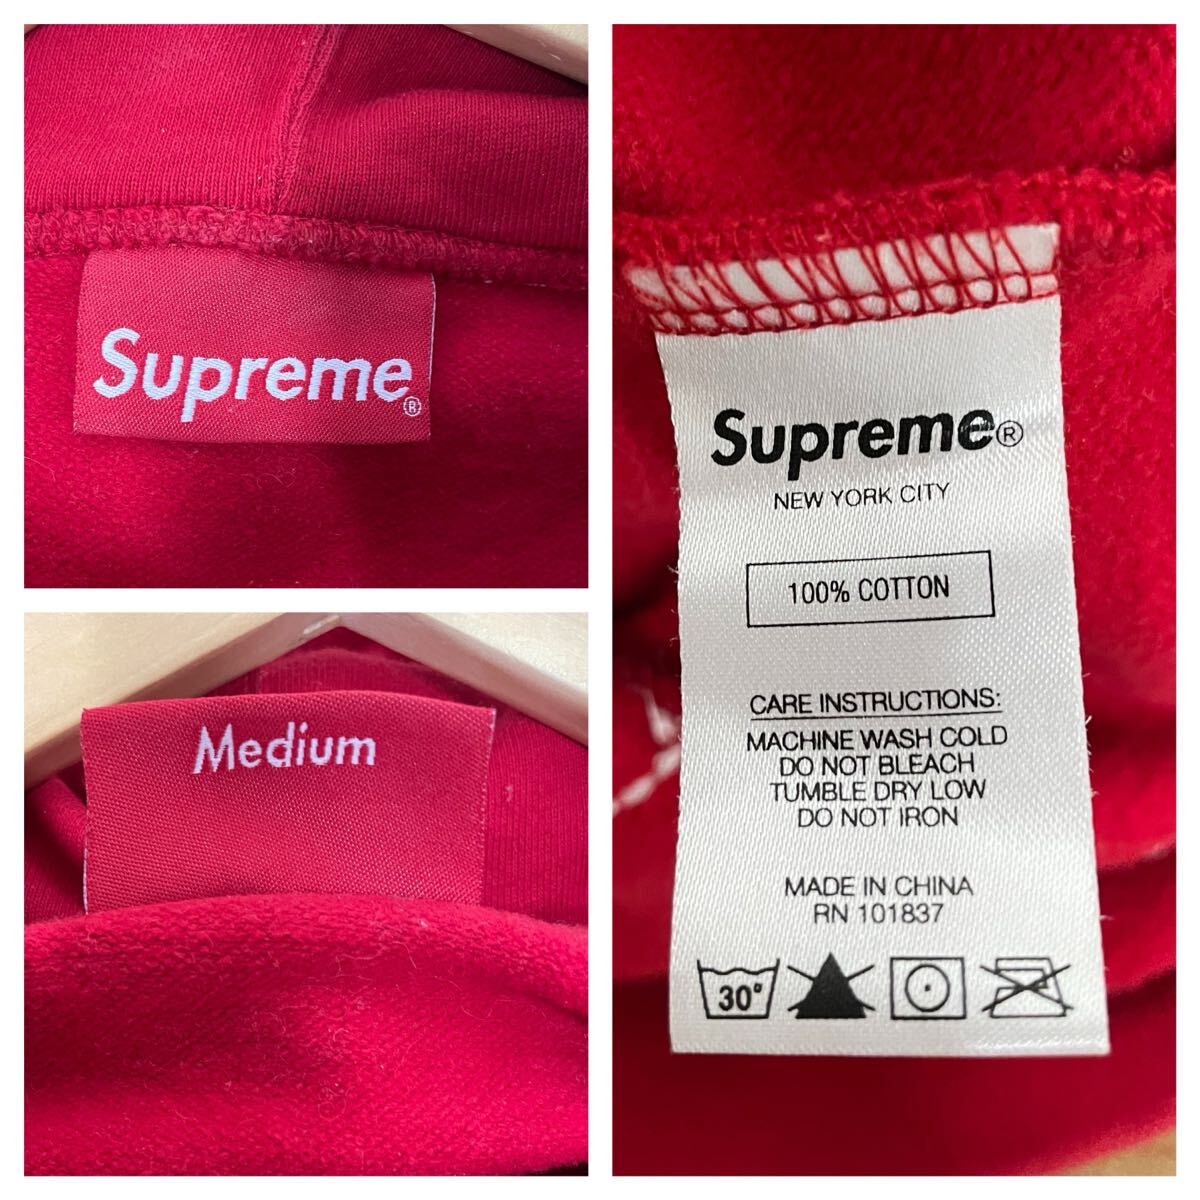 Supreme®
Medium
Supreme®
NEW YORK CITY
100% COTTON
CARE INSTRUCTIONS:
MACHINE WASH COLD
DO NOT BLEACH
TUMBLE DRY LOW
DO NOT IRON
MADE IN CHINA
RN 101837
30°